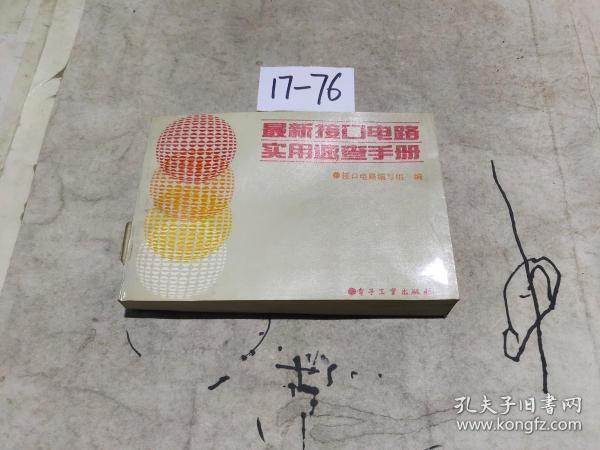 17-76
最新接口电路
实用速查手册
接口电路编写组 编
电子工业出版社
孔夫子旧书网
www.kongfz.com